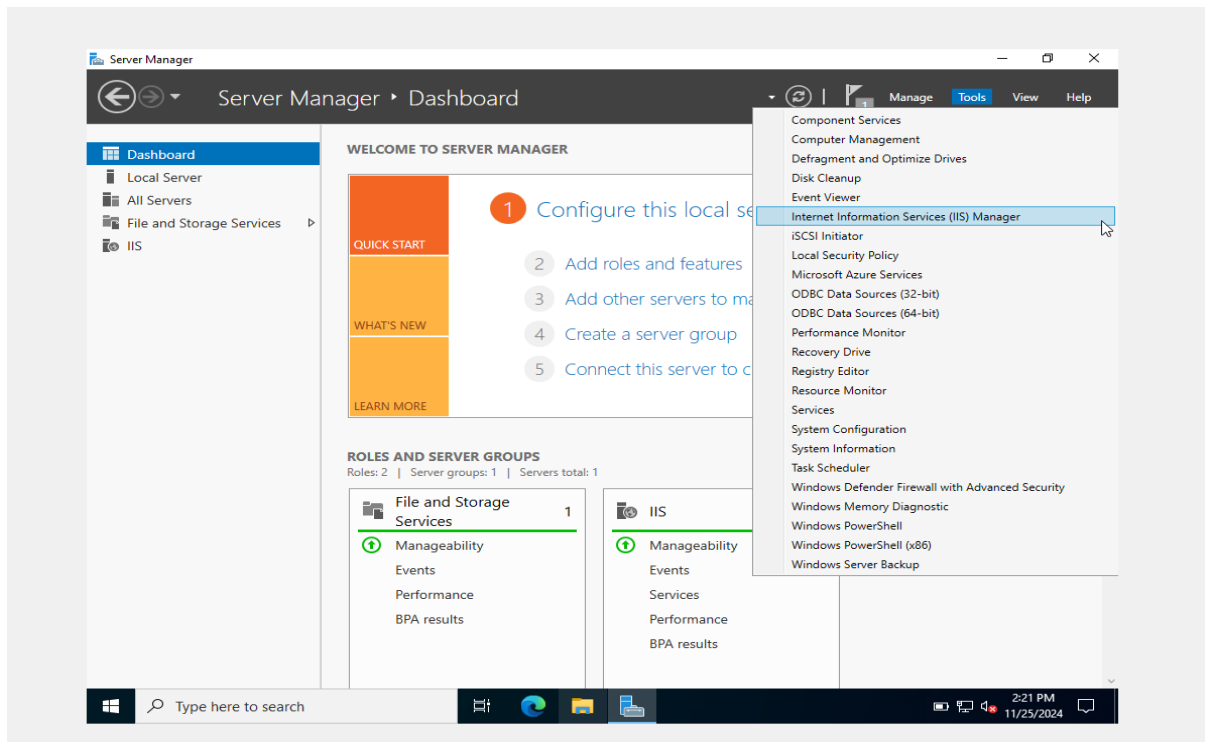 Server Manager
Server Manager • Dashboard
1
Manage Tools View Help
Dashboard
Local Server
All Servers
File and Storage Services
IIS
WELCOME TO SERVER MANAGER
QUICK START
WHAT'S NEW
LEARN MORE
1 Configure this local se
2 Add roles and features
3 Add other servers to ma
4 Create a server group
5 Connect this server to c
ROLES AND SERVER GROUPS
Roles: 2 | Server groups: 1 | Servers total: 1
File and Storage
Services
1
Manageability
Events
Performance
BPA results
IIS
Manageability
Events
Services
Performance
BPA results
Component Services
Computer Management
Defragment and Optimize Drives
Disk Cleanup
Event Viewer
Internet Information Services (IIS) Manager
iSCSI Initiator
Local Security Policy
Microsoft Azure Services
ODBC Data Sources (32-bit)
ODBC Data Sources (64-bit)
Performance Monitor
Recovery Drive
Registry Editor
Resource Monitor
Services
System Configuration
System Information
Task Scheduler
Windows Defender Firewall with Advanced Security
Windows Memory Diagnostic
Windows PowerShell
Windows PowerShell (x86)
Windows Server Backup
Type here to search
2:21 PM
11/25/2024